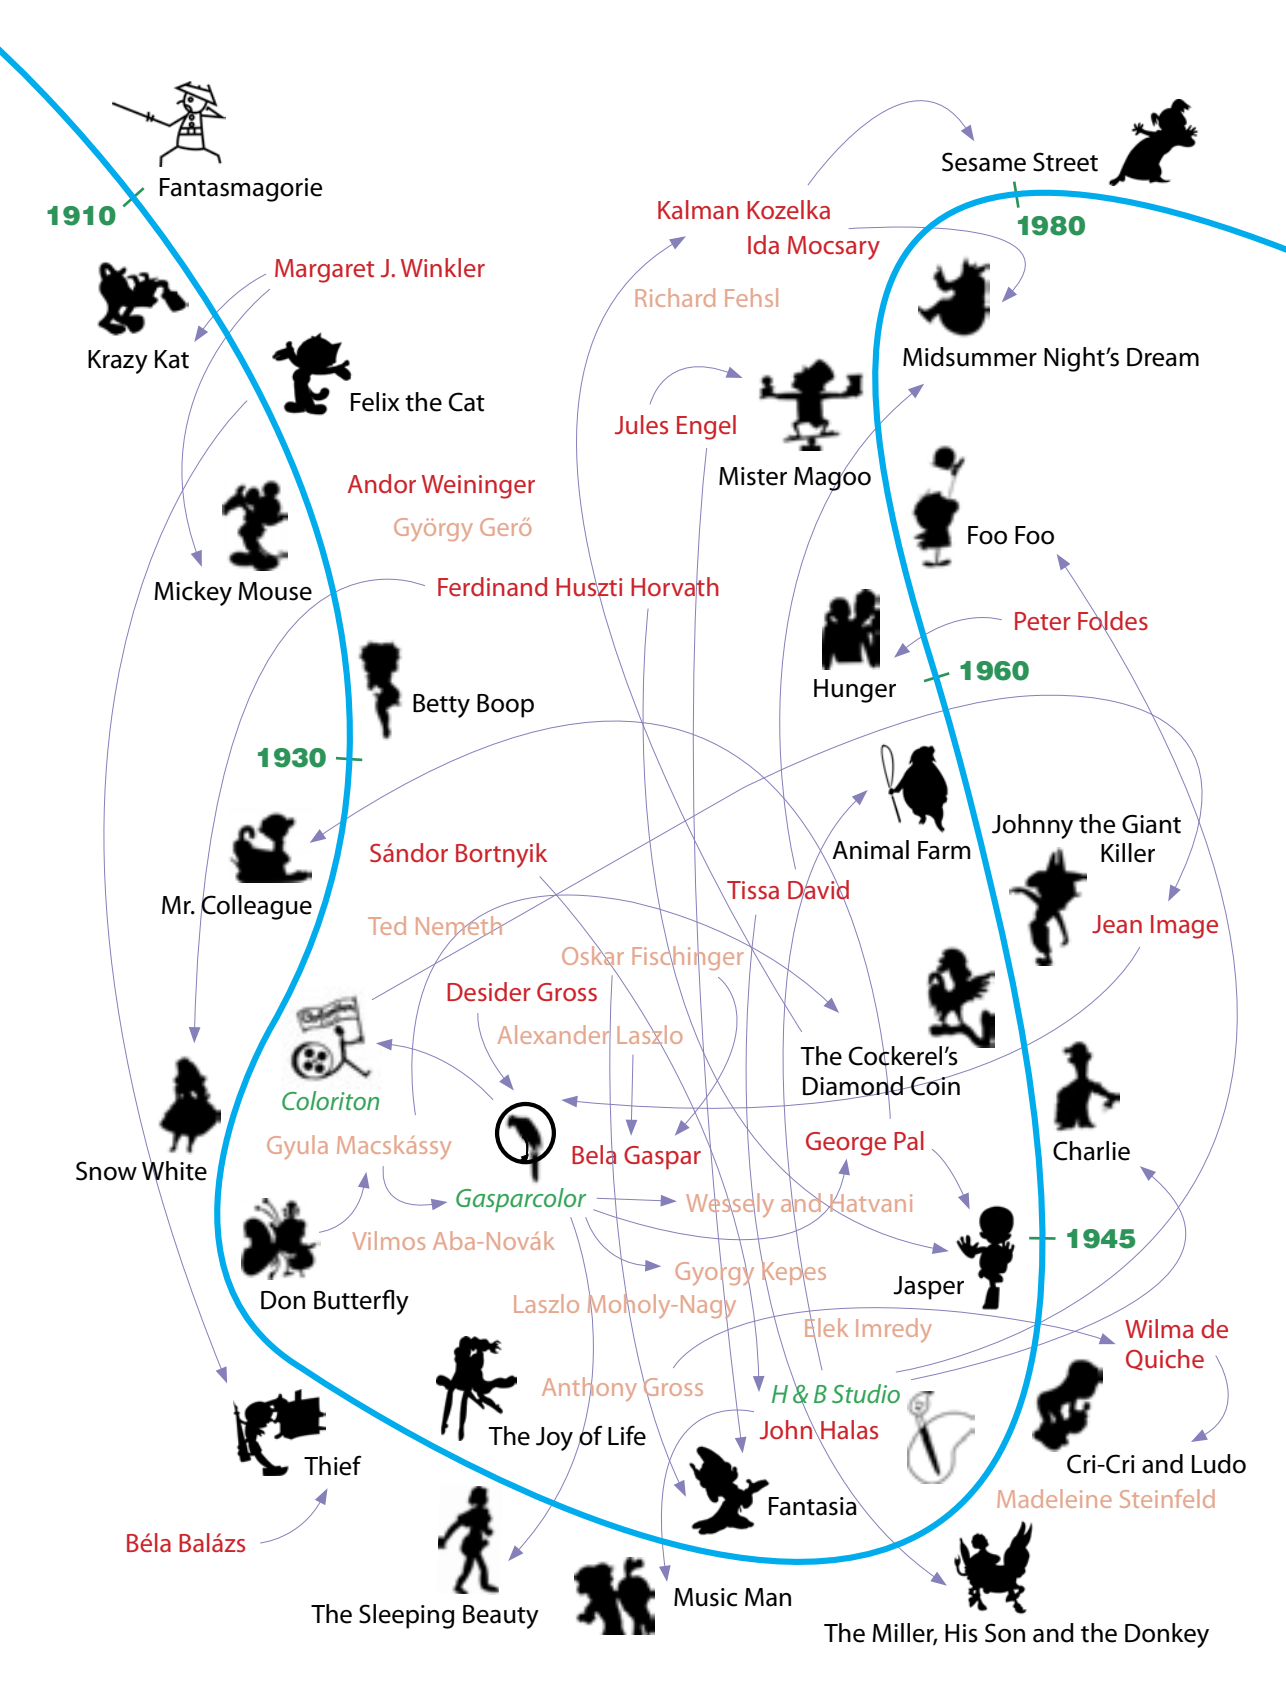 Fantasmagorie
1910
Sesame Street
1980
Kalman Kozelka
Ida Mocsary
Margaret J. Winkler
Richard Fehsl
Krazy Kat
Midsummer Night's Dream
Felix the Cat
Jules Engel
Mister Magoo
Andor Weininger
György Gerő
Foo Foo
Mickey Mouse
Ferdinand Huszti Horvath
Peter Foldes
1960
Hunger
Betty Boop
1930
Johnny the Giant
Killer
Animal Farm
Sándor Bortnyik
Tissa David
Mr. Colleague
Ted Nemeth
Jean Image
Oskar Fischinger
Desider Gross
Alexander Laszlo
The Cockerel's
Diamond Coin
Coloriton
Gyula Macskássy
Bela Gaspar
George Pal
Charlie
Snow White
Gasparcolor
Wessely and Hatvani
Vilmos Aba-Novák
1945
Gyorgy Kepes
Jasper
Don Butterfly
Laszlo Moholy-Nagy
Elek Imredy
Wilma de
Quiche
Anthony Gross
H & B Studio
John Halas
The Joy of Life
Thief
Cri-Cri and Ludo
Madeleine Steinfeld
Fantasia
Béla Balázs
Music Man
The Sleeping Beauty
The Miller, His Son and the Donkey